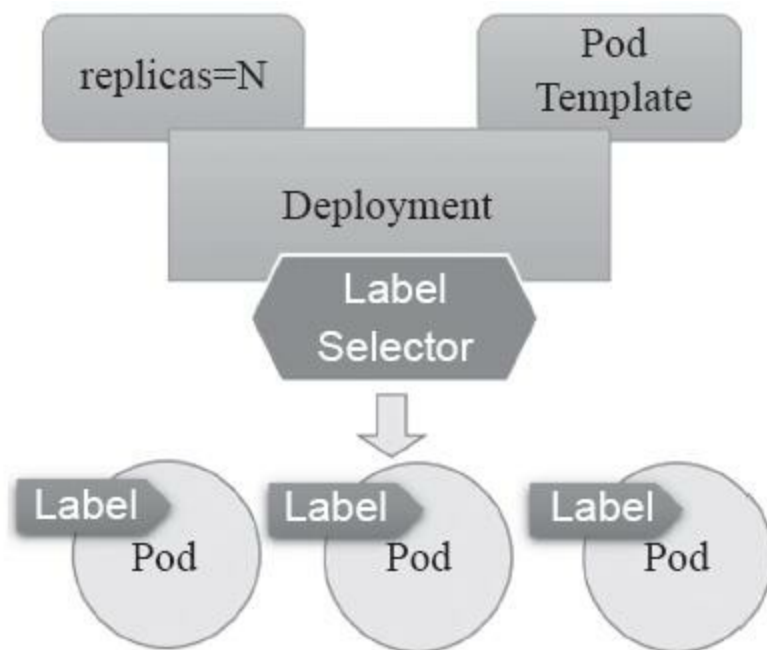 replicas=N
Pod
Template
Deployment
Label
Selector
Label
Pod
Label
Pod
Label
Pod